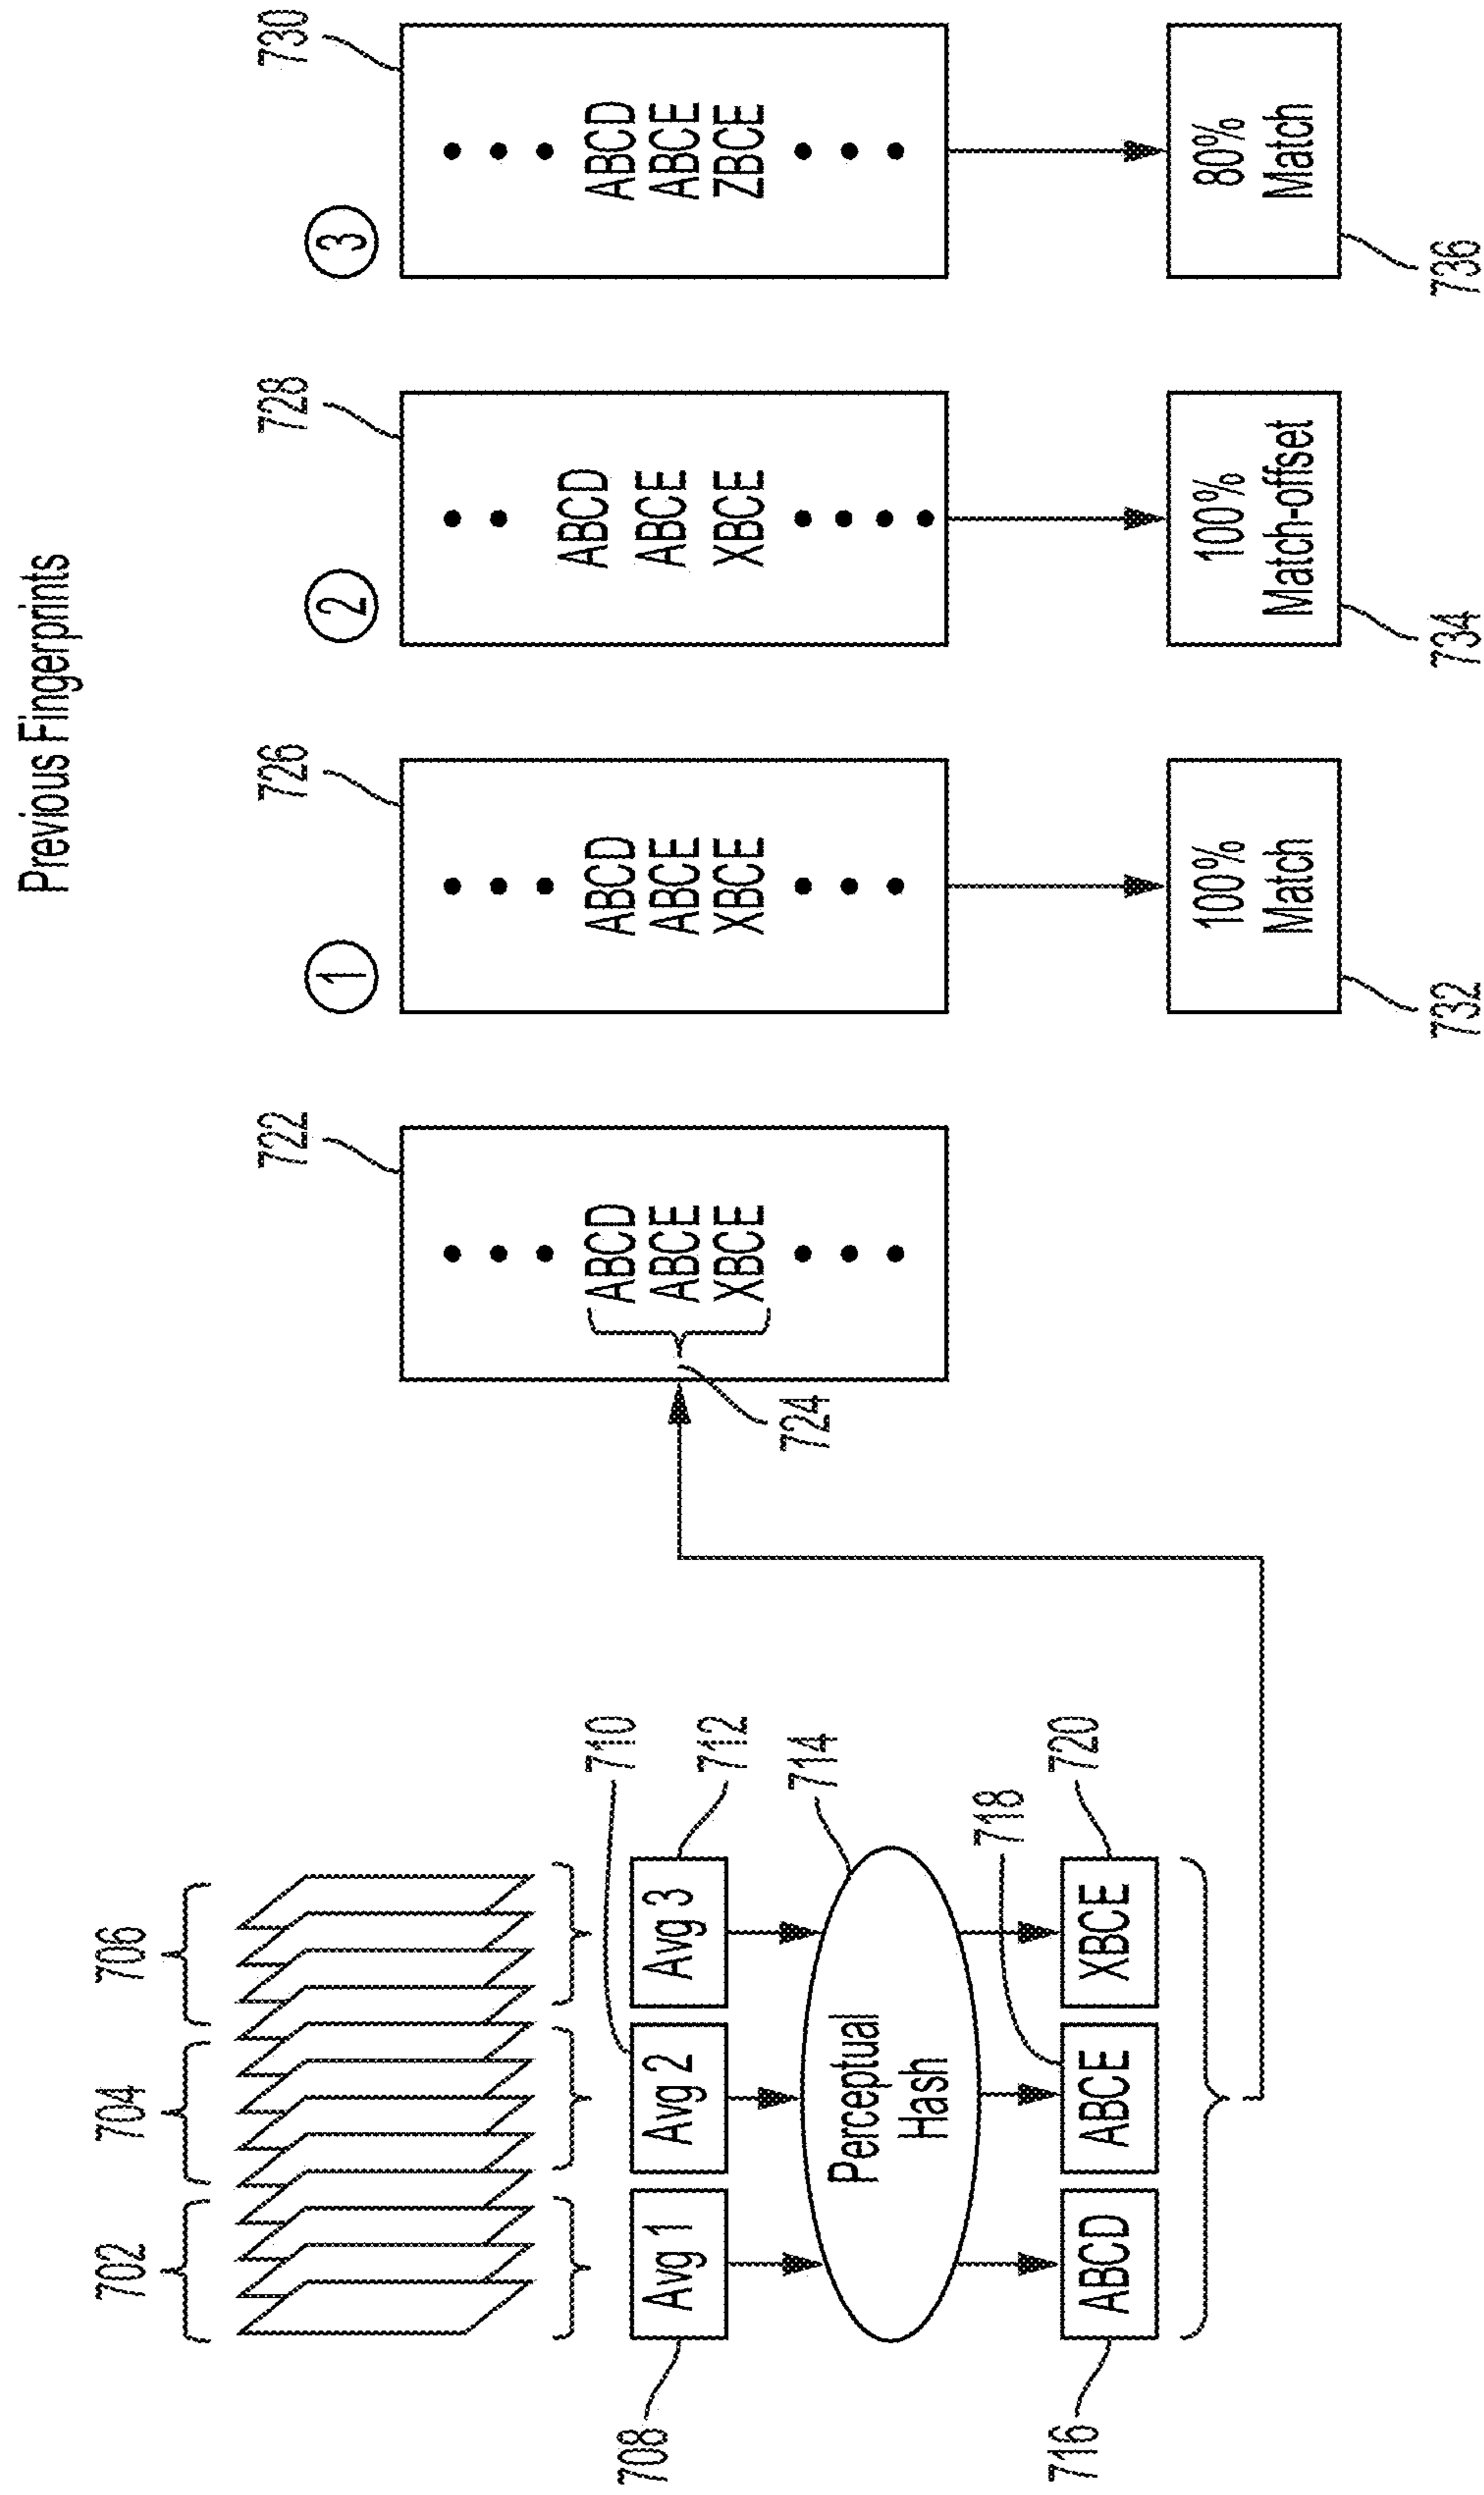 Previous Fingerprints
702
704
706
708
Avg 1
Avg 2
Avg 3
710
712
714
Perceptual
Hash
716
ABCD
ABCE
XBCE
718
720
722
ABCD
ABCE
XBCE
724
1
726
ABCD
ABCE
XBCE
2
728
ABCD
ABCE
XBCE
3
730
ABCD
ABCE
ZBCE
100%
Match
732
100%
Match-offset
734
80%
Match
736